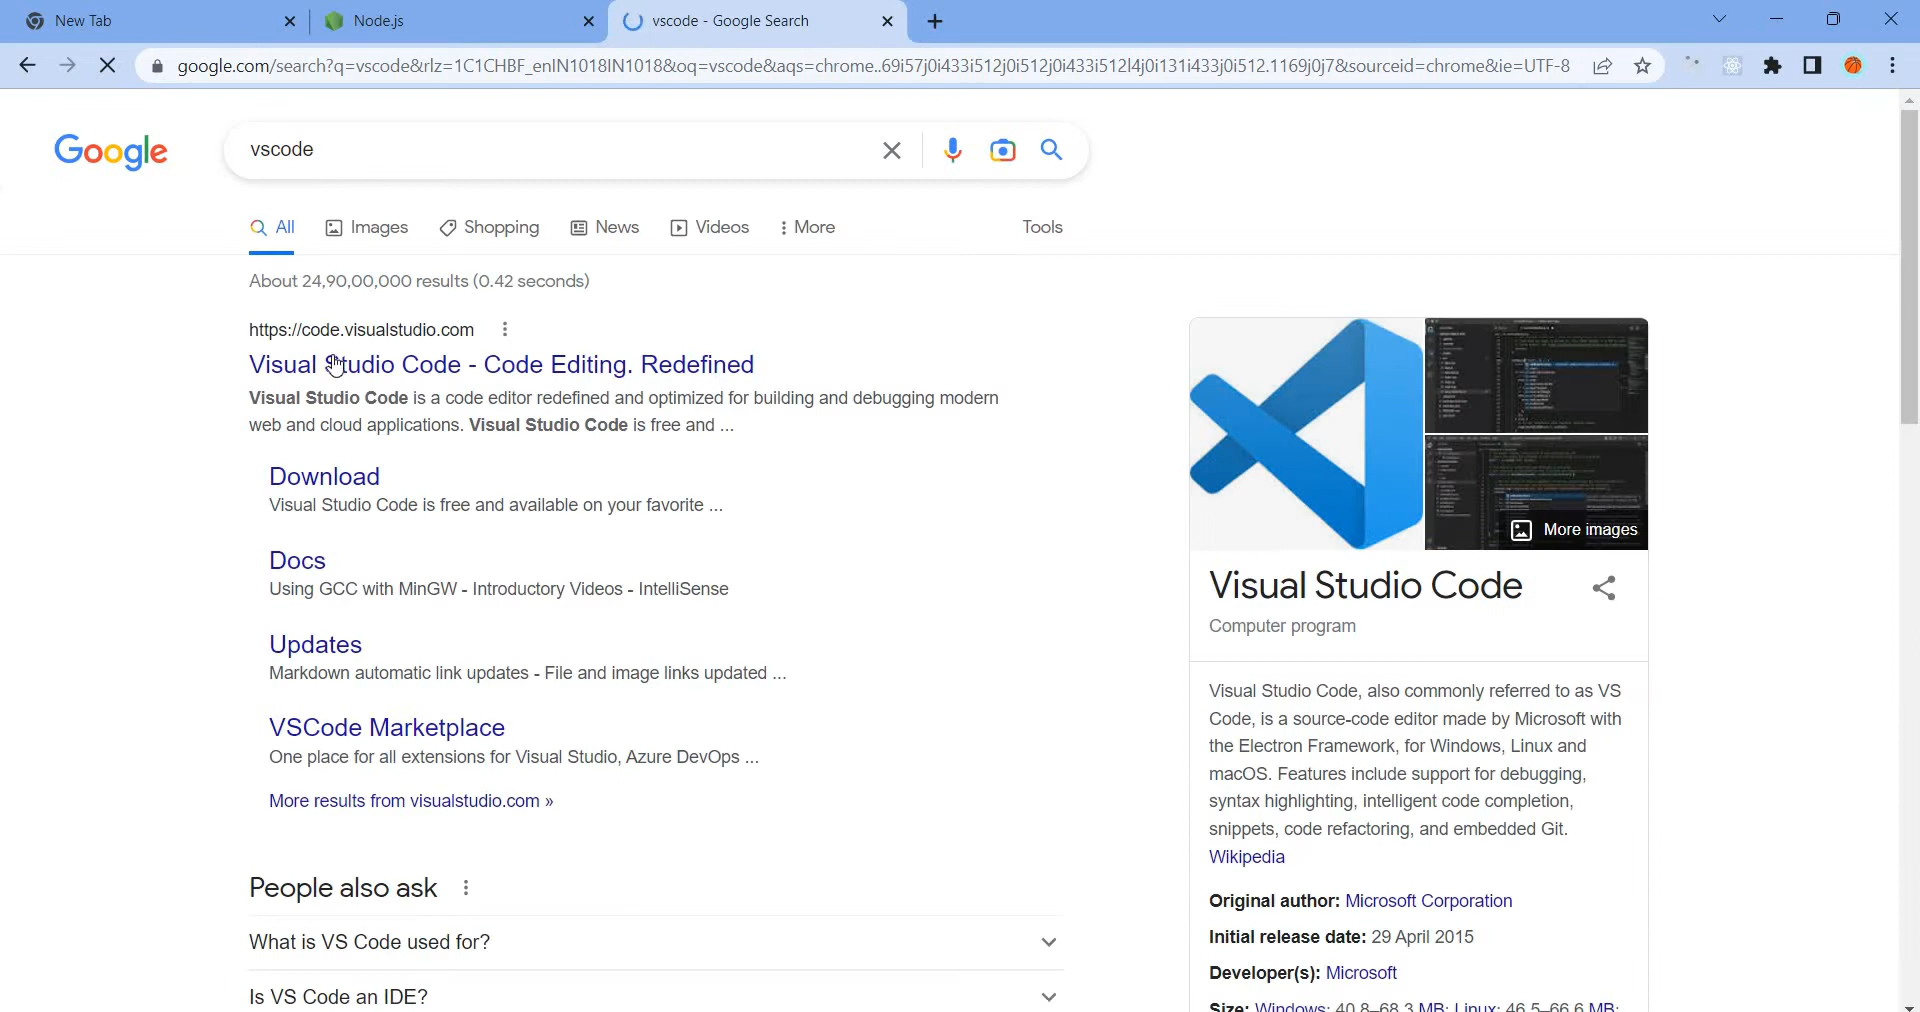 New Tab
Node.js
vscode - Google Search
google.com/search?q=vscode&rlz=1C1CHBF_enIN1018IN1018&oq=vscode&aqs=chrome..69i57j0i433i512j0i512j0i433i512l4j0i131i433j0i512.1169j0j7&sourceid=chrome&ie=UTF-8
Google
vscode
All
Images
Shopping
News
Videos
More
Tools
About 24,90,00,000 results (0.42 seconds)
https://code.visualstudio.com
Visual Studio Code - Code Editing. Redefined
Visual Studio Code is a code editor redefined and optimized for building and debugging modern
web and cloud applications. Visual Studio Code is free and ...
Download
Visual Studio Code is free and available on your favorite ...
Docs
Using GCC with MinGW - Introductory Videos - IntelliSense
Updates
Markdown automatic link updates - File and image links updated ...
VSCode Marketplace
One place for all extensions for Visual Studio, Azure DevOps ...
More results from visualstudio.com »
People also ask
What is VS Code used for?
Is VS Code an IDE?
More images
Visual Studio Code
Computer program
Visual Studio Code, also commonly referred to as VS
Code, is a source-code editor made by Microsoft with
the Electron Framework, for Windows, Linux and
macOS. Features include support for debugging,
syntax highlighting, intelligent code completion,
snippets, code refactoring, and embedded Git.
Wikipedia
Original author: Microsoft Corporation
Initial release date: 29 April 2015
Developer(s): Microsoft
Size: Windows: 40.8–68.3 MB; Linux: 46.5–66.6 MB;